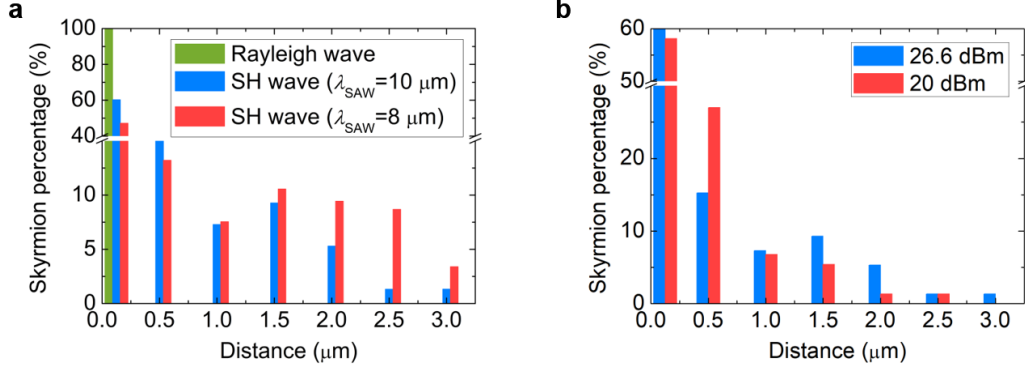 a
Skyrmion percentage (%)
100
80
60
40
10
5
0
Rayleigh wave
SH wave (λSAW=10 μm)
SH wave (λSAW=8 μm)
0.0 0.5 1.0 1.5 2.0 2.5 3.0
Distance (μm)
b
Skyrmion percentage (%)
60
50
20
10
0
26.6 dBm
20 dBm
0.0 0.5 1.0 1.5 2.0 2.5 3.0
Distance (μm)